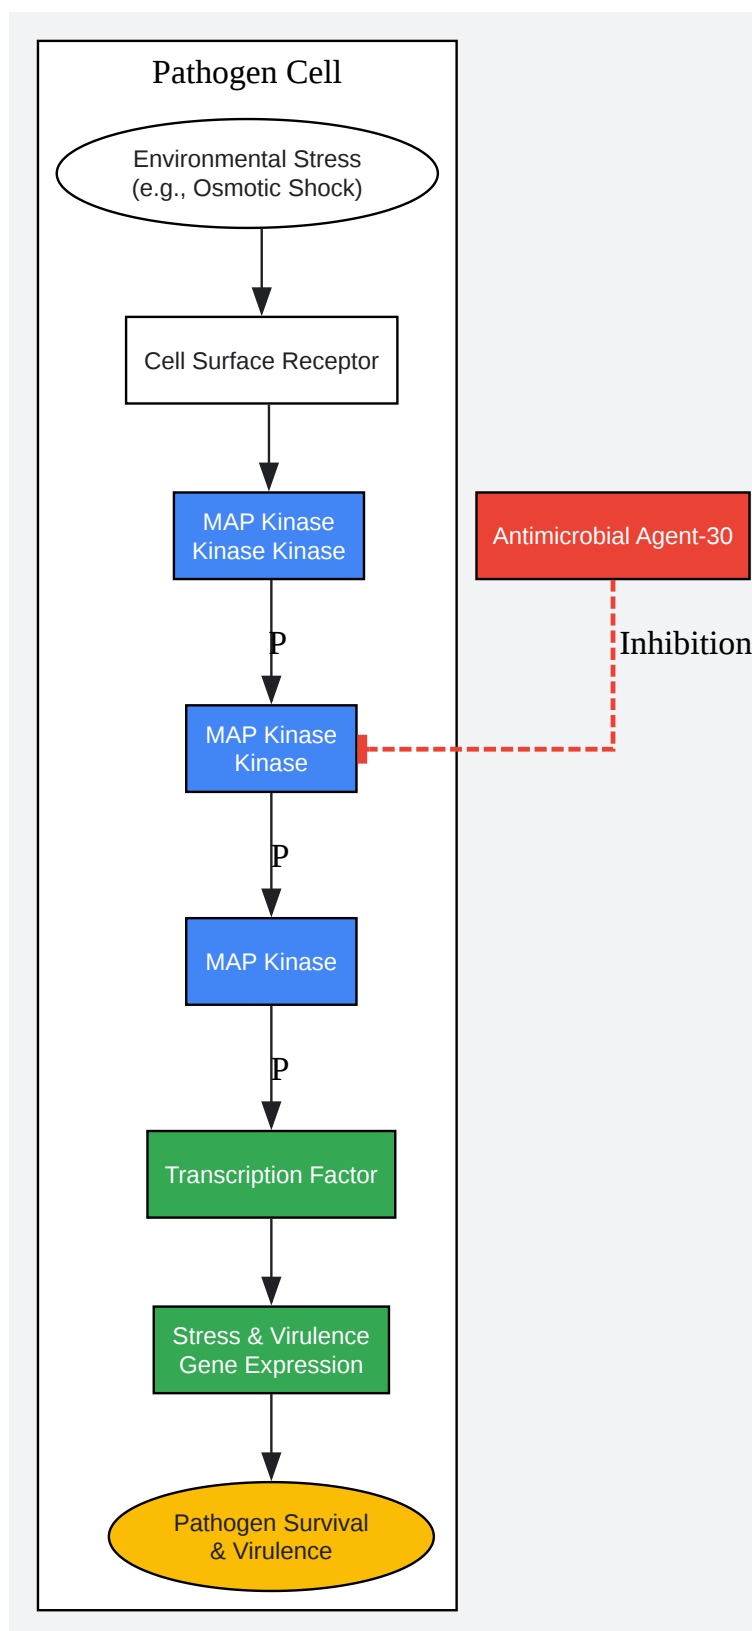 Pathogen Cell
Environmental Stress
(e.g., Osmotic Shock)
Cell Surface Receptor
MAP Kinase
Kinase Kinase
Antimicrobial Agent-30
P
Inhibition
MAP Kinase
Kinase
P
MAP Kinase
P
Transcription Factor
Stress & Virulence
Gene Expression
Pathogen Survival
& Virulence